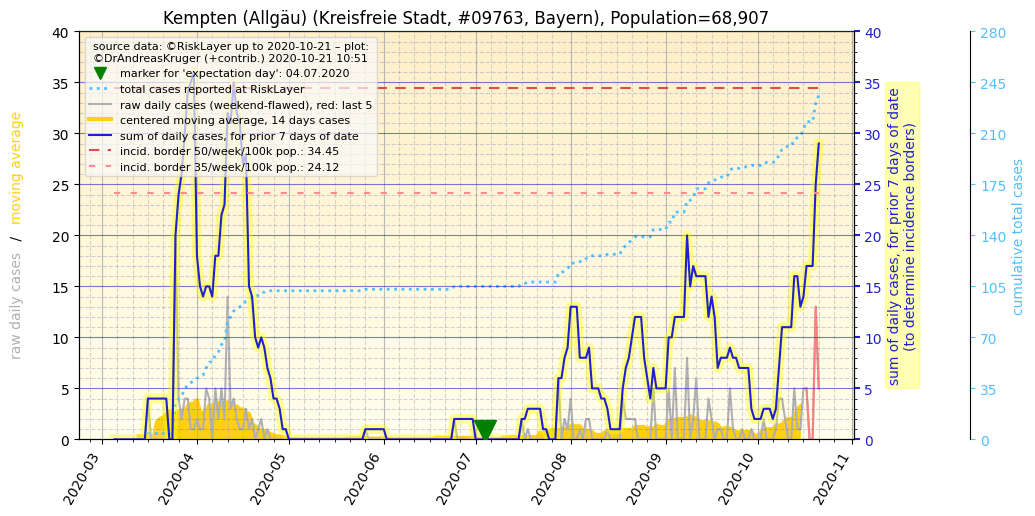 Kempten (Allgäu) (Kreisfreie Stadt, #09763, Bayern), Population=68,907
source data: ©RiskLayer up to 2020-10-21 – plot:
©DrAndreasKruger (+contrib.) 2020-10-21 10:51
marker for 'expectation day': 04.07.2020
total cases reported at RiskLayer
raw daily cases (weekend-flawed), red: last 5
centered moving average, 14 days cases
sum of daily cases, for prior 7 days of date
incid. border 50/week/100k pop.: 34.45
incid. border 35/week/100k pop.: 24.12
raw daily cases / moving average
40
35
30
25
20
15
10
5
0
2020-03
2020-04
2020-05
2020-06
2020-07
2020-08
2020-09
2020-10
2020-11
40
35
30
25
20
15
10
5
0
sum of daily cases, for prior 7 days of date
(to determine incidence borders)
280
245
210
175
140
105
70
35
0
cumulative total cases